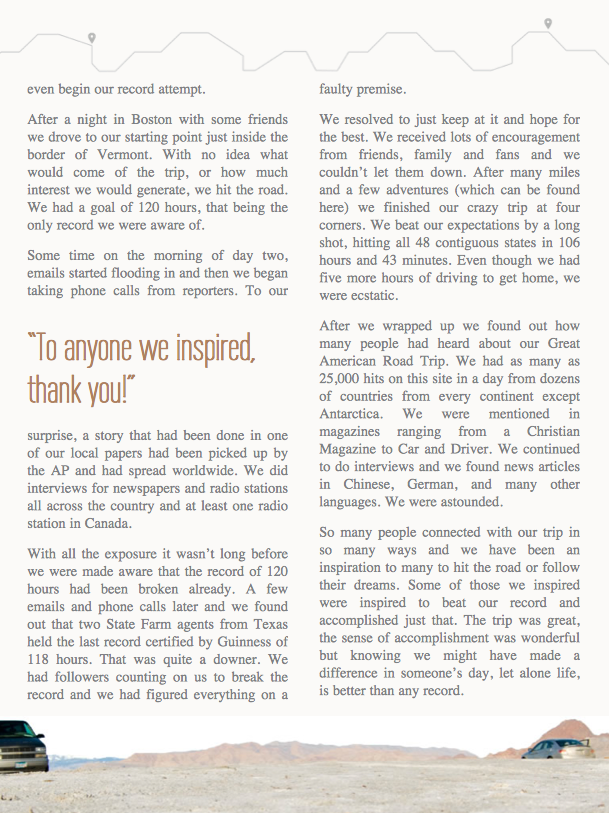 even begin our record attempt.
After a night in Boston with some friends
we drove to our starting point just inside the
border of Vermont. With no idea what
would come of the trip, or how much
interest we would generate, we hit the road.
We had a goal of 120 hours, that being the
only record we were aware of.
Some time on the morning of day two,
emails started flooding in and then we began
taking phone calls from reporters. To our
“To anyone we inspired,
thank you!”
surprise, a story that had been done in one
of our local papers had been picked up by
the AP and had spread worldwide. We did
interviews for newspapers and radio stations
all across the country and at least one radio
station in Canada.
With all the exposure it wasn’t long before
we were made aware that the record of 120
hours had been broken already. A few
emails and phone calls later and we found
out that two State Farm agents from Texas
held the last record certified by Guinness of
118 hours. That was quite a downer. We
had followers counting on us to break the
record and we had figured everything on a
faulty premise.
We resolved to just keep at it and hope for
the best. We received lots of encouragement
from friends, family and fans and we
couldn’t let them down. After many miles
and a few adventures (which can be found
here) we finished our crazy trip at four
corners. We beat our expectations by a long
shot, hitting all 48 contiguous states in 106
hours and 43 minutes. Even though we had
five more hours of driving to get home, we
were ecstatic.
After we wrapped up we found out how
many people had heard about our Great
American Road Trip. We had as many as
25,000 hits on this site in a day from dozens
of countries from every continent except
Antarctica. We were mentioned in
magazines ranging from a Christian
Magazine to Car and Driver. We continued
to do interviews and we found news articles
in Chinese, German, and many other
languages. We were astounded.
So many people connected with our trip in
so many ways and we have been an
inspiration to many to hit the road or follow
their dreams. Some of those we inspired
were inspired to beat our record and
accomplished just that. The trip was great,
the sense of accomplishment was wonderful
but knowing we might have made a
difference in someone’s day, let alone life,
is better than any record.